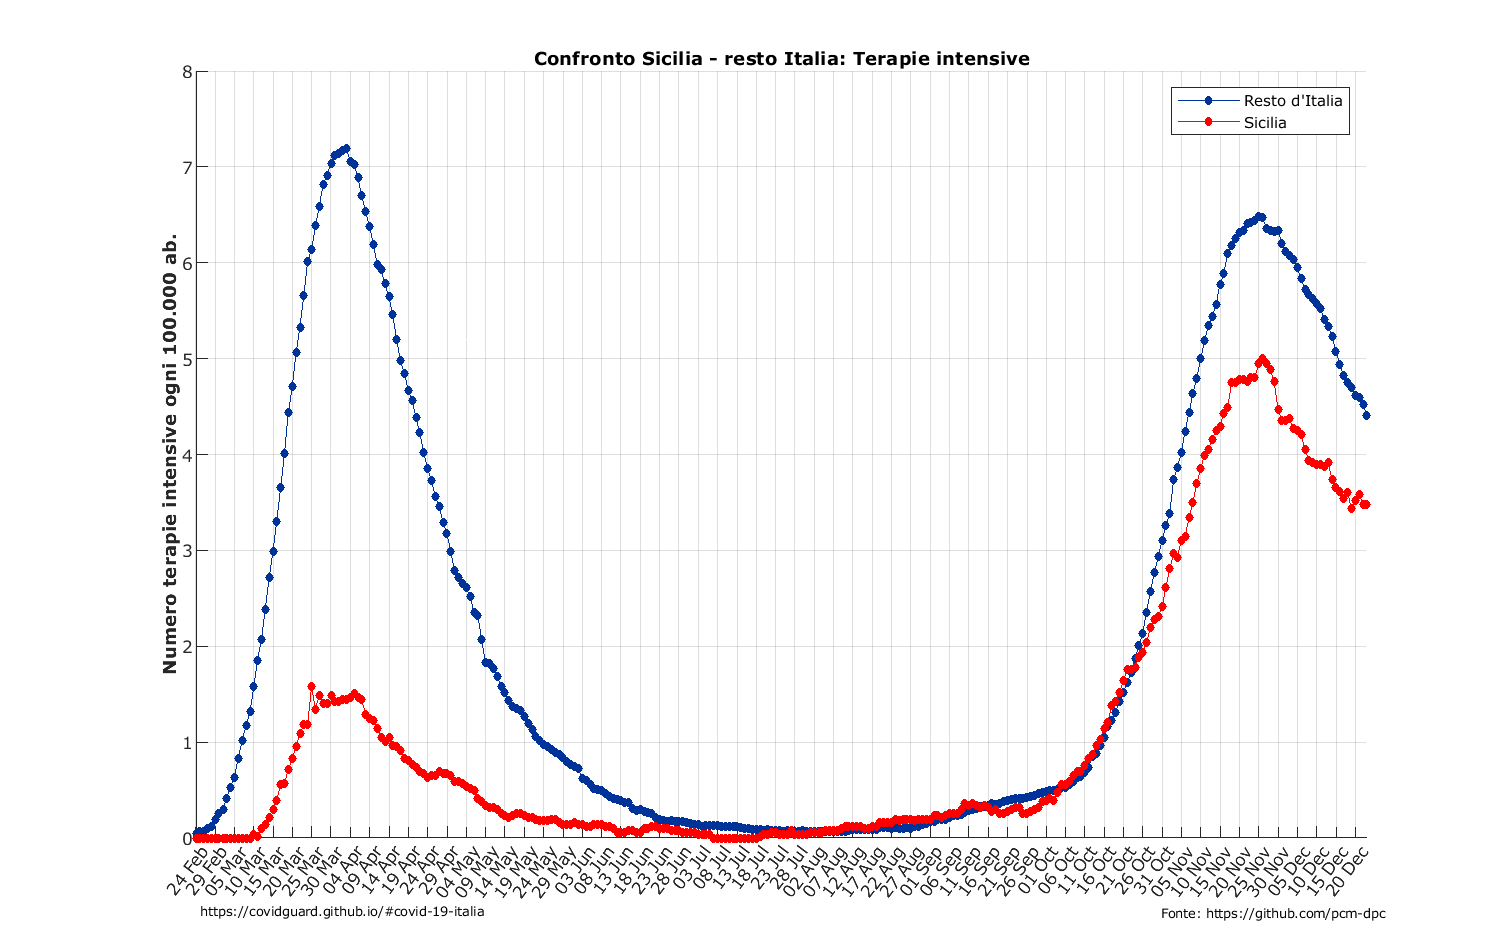 Confronto Sicilia - resto Italia: Terapie intensive
Resto d'Italia
Sicilia
Numero terapie intensive ogni 100.000 ab.
8
7
6
5
4
3
2
1
0
24 Feb
29 Feb
05 Mar
10 Mar
15 Mar
20 Mar
25 Mar
30 Mar
04 Apr
09 Apr
14 Apr
19 Apr
24 Apr
29 Apr
04 May
09 May
14 May
19 May
24 May
29 May
03 Jun
08 Jun
13 Jun
18 Jun
23 Jun
28 Jun
03 Jul
08 Jul
13 Jul
18 Jul
23 Jul
28 Jul
02 Aug
07 Aug
12 Aug
17 Aug
22 Aug
27 Aug
01 Sep
06 Sep
11 Sep
16 Sep
21 Sep
26 Sep
01 Oct
06 Oct
11 Oct
16 Oct
21 Oct
26 Oct
31 Oct
05 Nov
10 Nov
15 Nov
20 Nov
25 Nov
30 Nov
05 Dec
10 Dec
15 Dec
20 Dec
https://covidguard.github.io/#covid-19-italia
Fonte: https://github.com/pcm-dpc